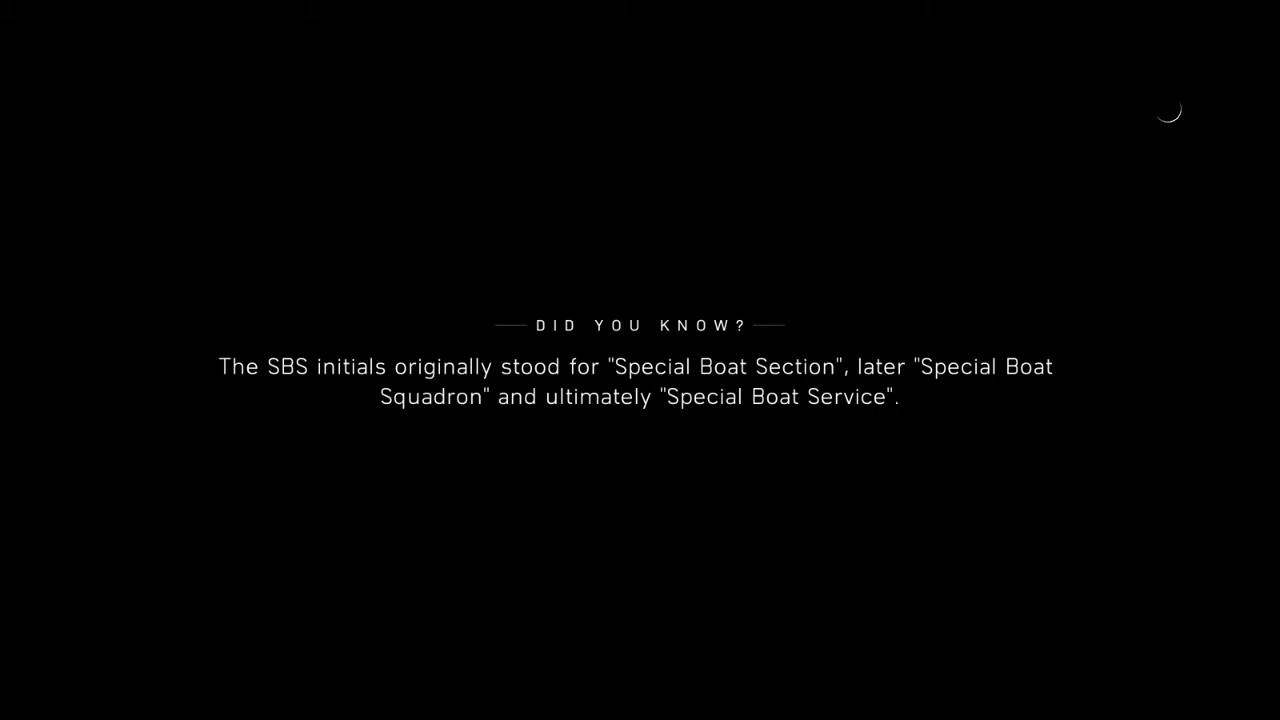 DID YOU KNOW?
The SBS initials originally stood for "Special Boat Section", later "Special Boat
Squadron" and ultimately "Special Boat Service".